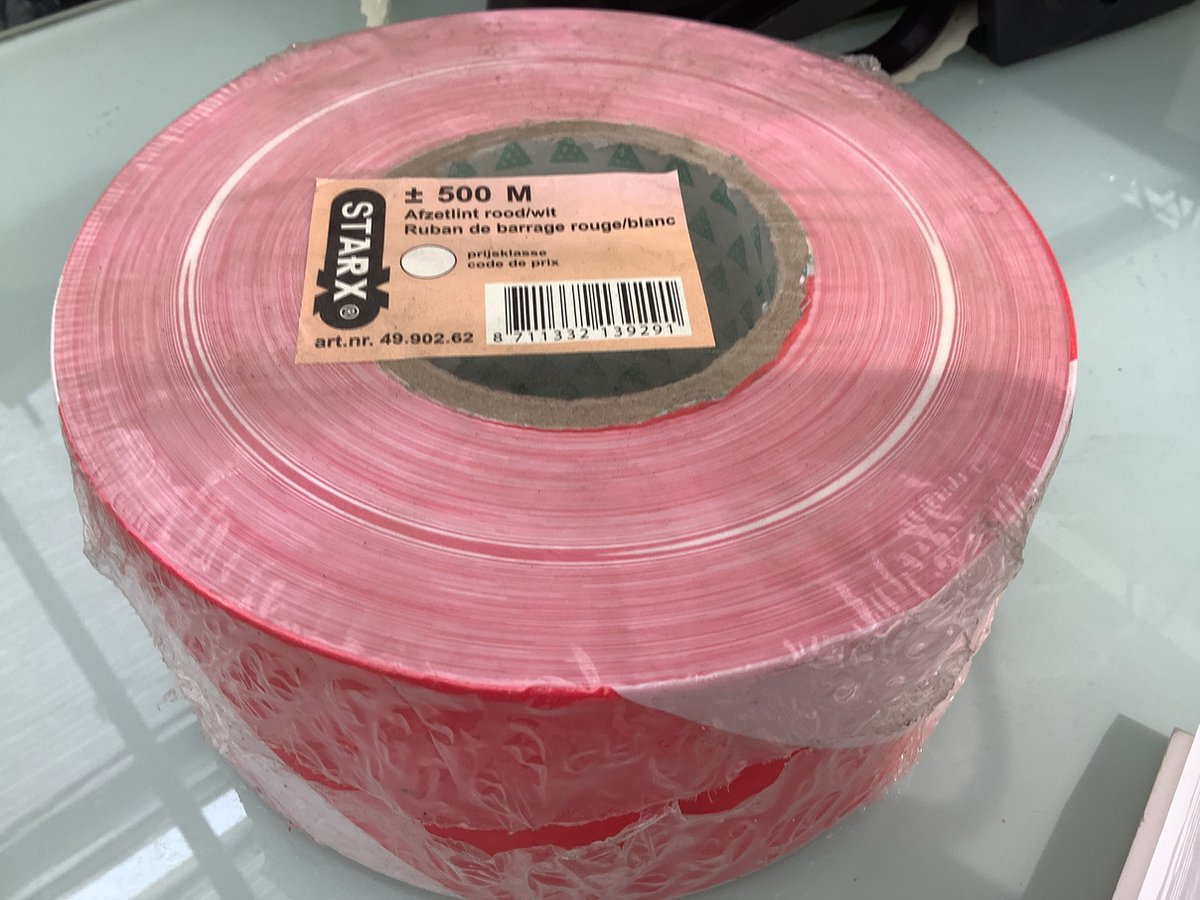 STARX®
± 500 M
Afzetlint rood/wit
Ruban de barrage rouge/blanc
prijsklasse
code de prix
art.nr. 49.902.62
8 711332 139291